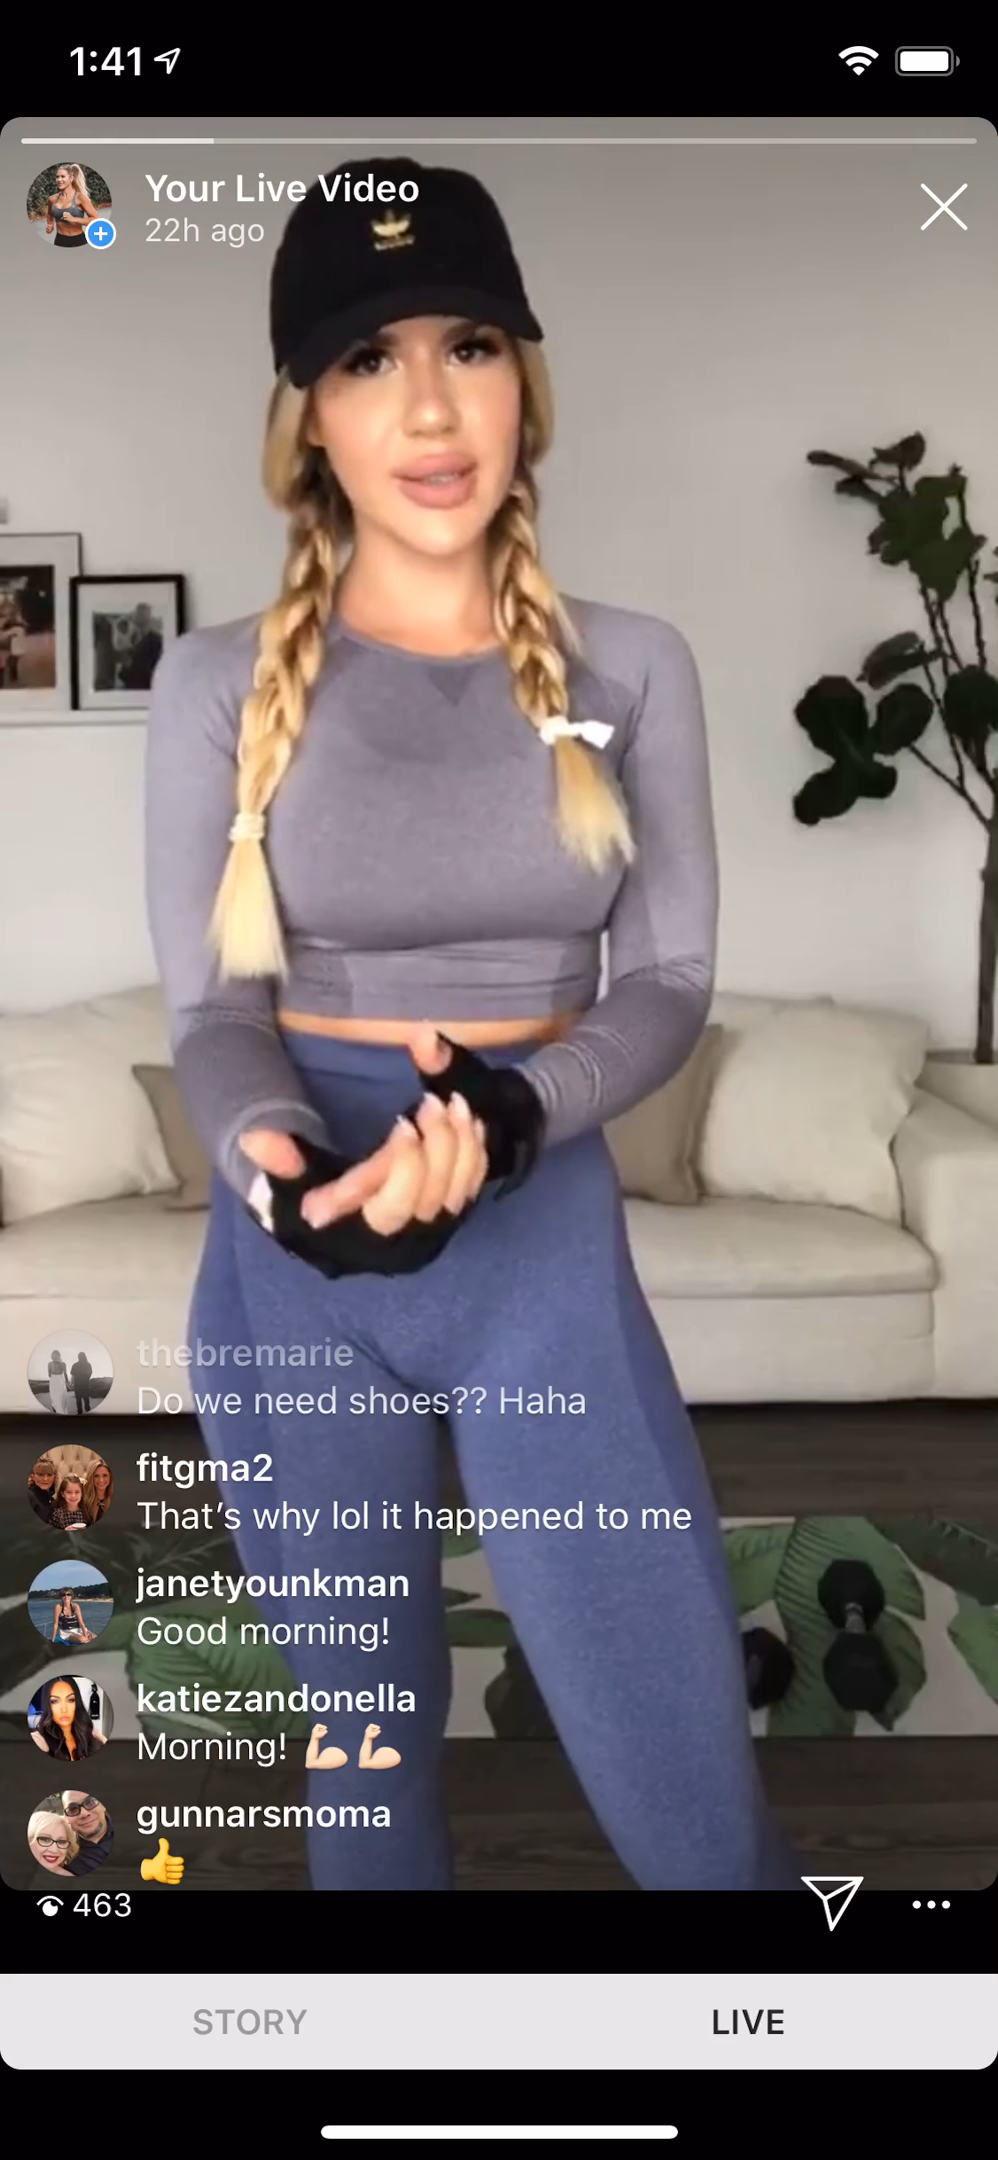 1:41
Your Live Video
22h ago
thebremarie
Do we need shoes?? Haha
fitgma2
That's why lol it happened to me
janetyounkman
Good morning!
katiezandonella
Morning! 💪🏻💪🏻
gunnarsmoma
👍
463
STORY
LIVE